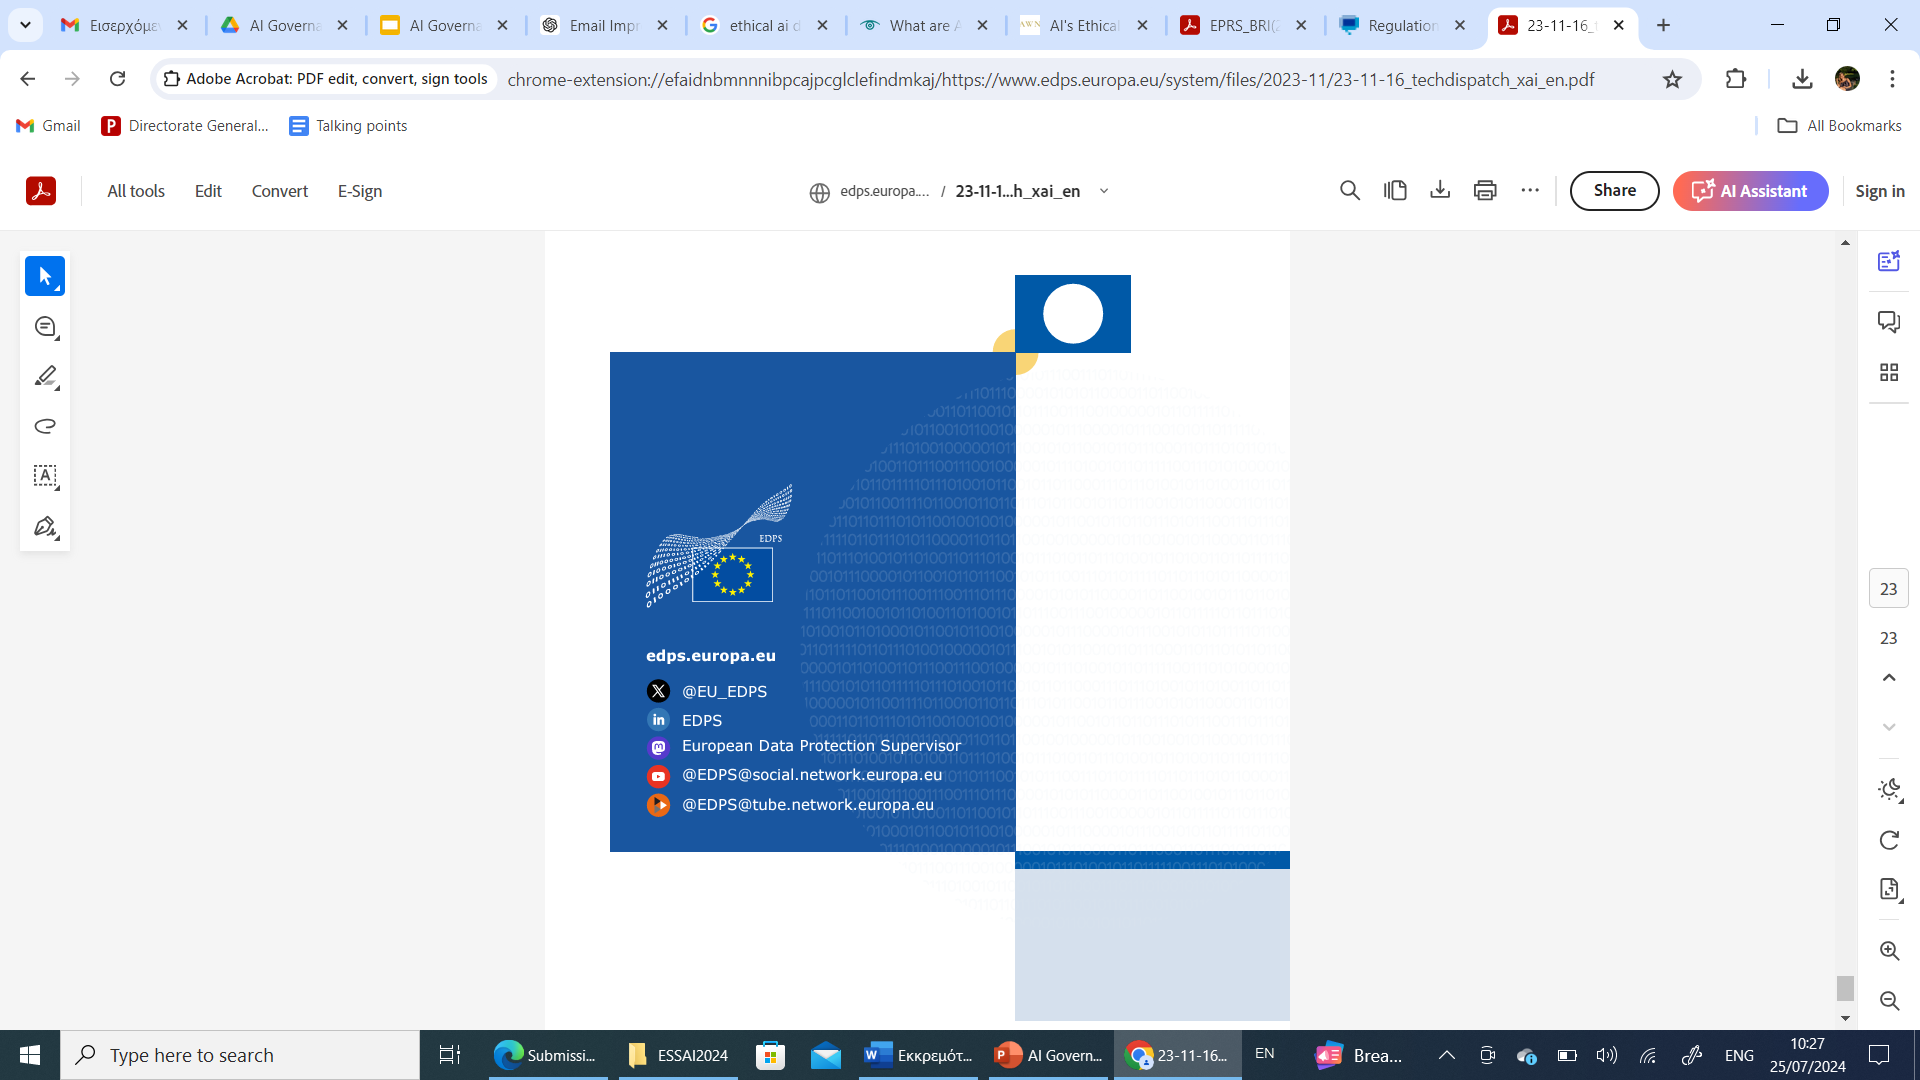 Εισερχόμεν
AI Governa
AI Governa
Email Impr
ethical ai d
What are A
AI's Ethical
EPRS_BRI(2
Regulation
23-11-16_t
Adobe Acrobat: PDF edit, convert, sign tools
chrome-extension://efaidnbmnnnibpcajpcglclefindmkaj/https://www.edps.europa.eu/system/files/2023-11/23-11-16_techdispatch_xai_en.pdf
Gmail
Directorate General...
Talking points
All Bookmarks
All tools
Edit
Convert
E-Sign
edps.europa.... / 23-11-1...h_xai_en
Share
AI Assistant
Sign in
EDPS
edps.europa.eu
@EU_EDPS
EDPS
European Data Protection Supervisor
@EDPS@social.network.europa.eu
@EDPS@tube.network.europa.eu
23
23
Type here to search
Submissi...
ESSAI2024
Εκκρεμότ...
AI Govern...
23-11-16...
EN
Brea...
ENG
10:27
25/07/2024